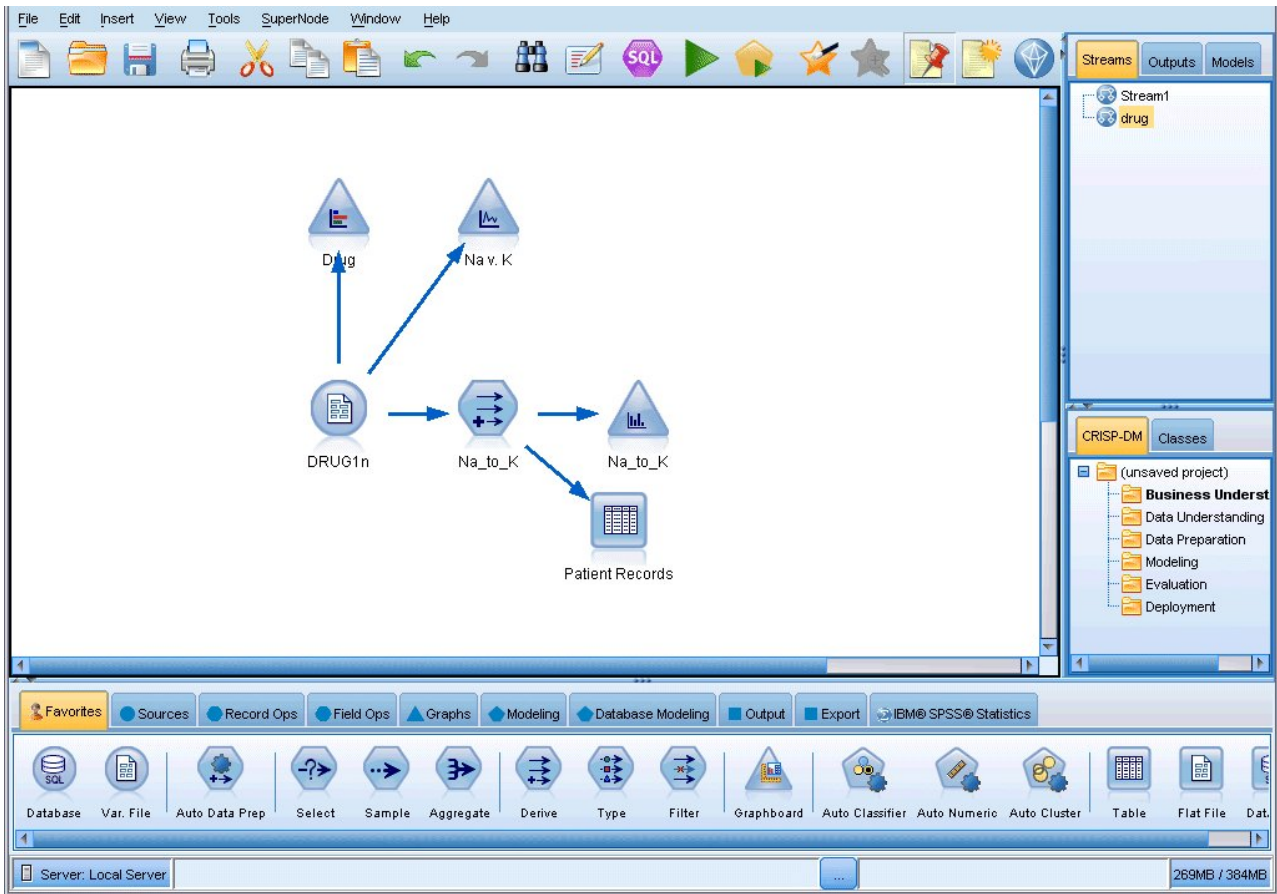 File Edit Insert View Tools SuperNode Window Help
SQL
Streams Outputs Models
Stream1
drug
Drug
Na v. K
DRUG1n
Na_to_K
Na_to_K
Patient Records
CRISP-DM Classes
(unsaved project)
Business Underst
Data Understanding
Data Preparation
Modeling
Evaluation
Deployment
Favorites Sources Record Ops Field Ops Graphs Modeling Database Modeling Output Export IBM® SPSS® Statistics
SQL
Database Var. File Auto Data Prep Select Sample Aggregate Derive Type Filter Graphboard Auto Classifier Auto Numeric Auto Cluster Table Flat File Dat
Server: Local Server ... 269MB / 384MB